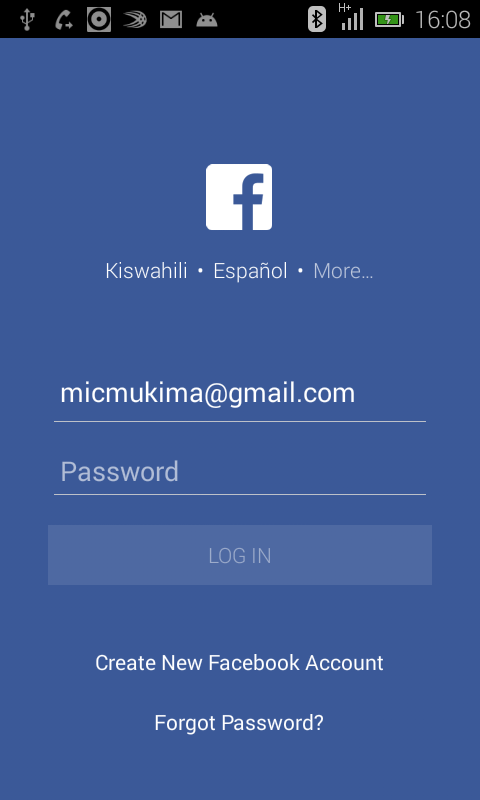 H+ 16:08
Kiswahili • Español • More...
micmukima@gmail.com
Password
LOG IN
Create New Facebook Account
Forgot Password?